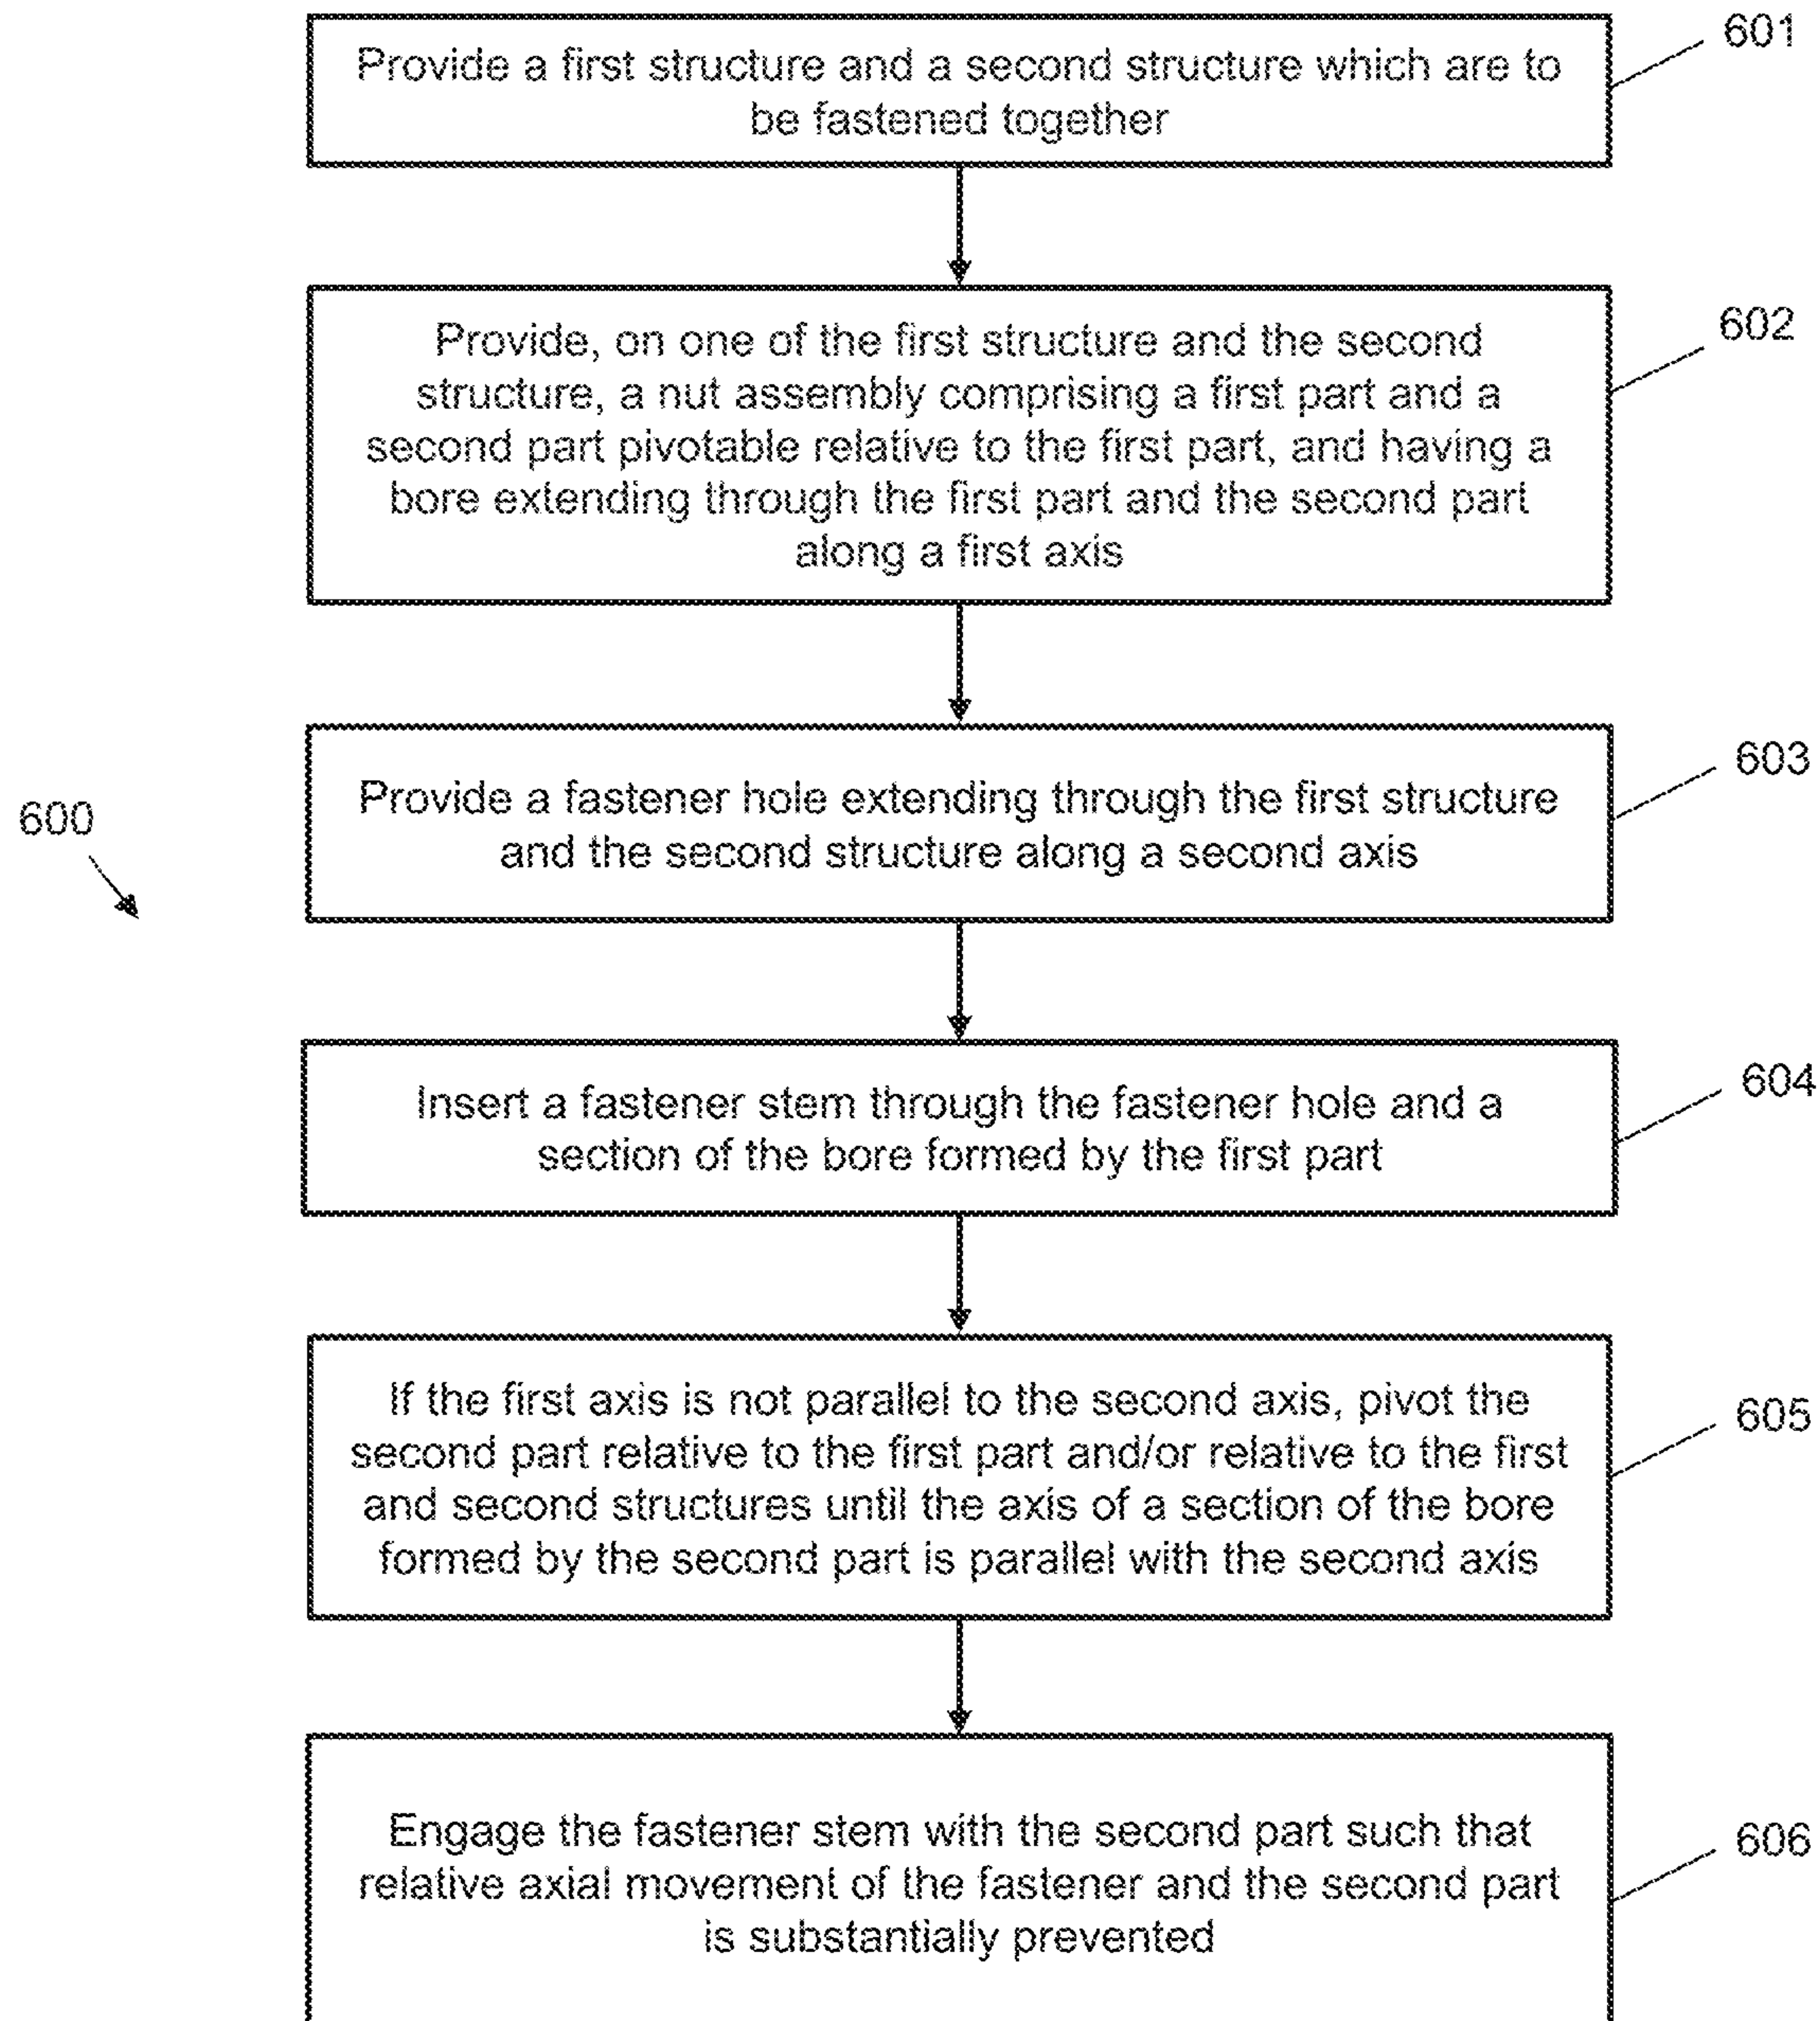 601
Provide a first structure and a second structure which are to
be fastened together
602
Provide, on one of the first structure and the second
structure, a nut assembly comprising a first part and a
second part pivotable relative to the first part, and having a
bore extending through the first part and the second part
along a first axis
603
Provide a fastener hole extending through the first structure
and the second structure along a second axis
600
604
Insert a fastener stem through the fastener hole and a
section of the bore formed by the first part
605
If the first axis is not parallel to the second axis, pivot the
second part relative to the first part and/or relative to the first
and second structures until the axis of a section of the bore
formed by the second part is parallel with the second axis
606
Engage the fastener stem with the second part such that
relative axial movement of the fastener and the second part
is substantially prevented